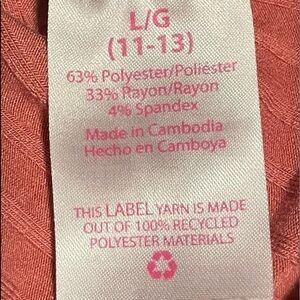 L/G
(11-13)
63% Polyester/Poliéster
33% Rayon/Rayon
4% Spandex
Made in Cambodia
Hecho en Camboya
THIS LABEL YARN IS MADE
OUT OF 100% RECYCLED
POLYESTER MATERIALS